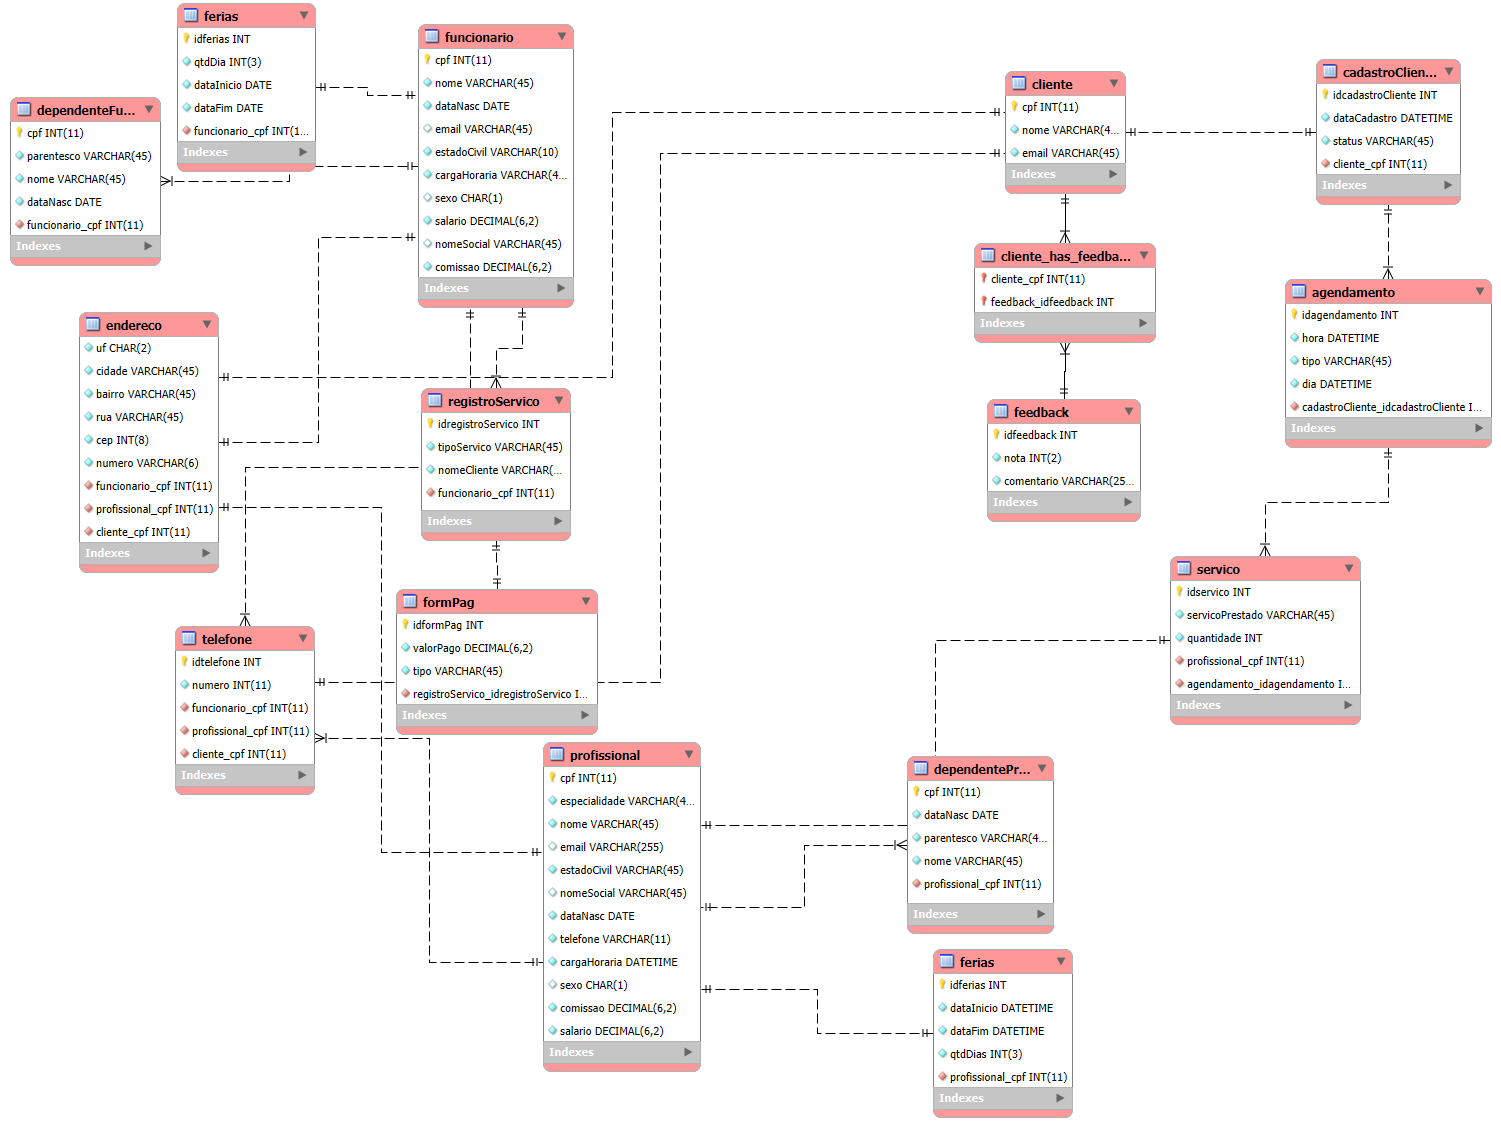 ferias
idferias INT
qtdDia INT(3)
dataInicio DATE
dataFim DATE
funcionario_cpf INT(1...
Indexes
funcionario
cpf INT(11)
nome VARCHAR(45)
dataNasc DATE
email VARCHAR(45)
estadoCivil VARCHAR(10)
cargaHoraria VARCHAR(4...
sexo CHAR(1)
salario DECIMAL(6,2)
nomeSocial VARCHAR(45)
comissao DECIMAL(6,2)
Indexes
cliente
cpf INT(11)
nome VARCHAR(4...
email VARCHAR(45)
Indexes
cadastroClien...
idcadastroCliente INT
dataCadastro DATETIME
status VARCHAR(45)
cliente_cpf INT(11)
Indexes
dependenteFu...
cpf INT(11)
parentesco VARCHAR(45)
nome VARCHAR(45)
dataNasc DATE
funcionario_cpf INT(11)
Indexes
cliente_has_feedba...
cliente_cpf INT(11)
feedback_idfeedback INT
Indexes
agendamento
idagendamento INT
hora DATETIME
tipo VARCHAR(45)
dia DATETIME
cadastroCliente_idcadastroCliente I...
Indexes
endereco
uf CHAR(2)
cidade VARCHAR(45)
bairro VARCHAR(45)
rua VARCHAR(45)
cep INT(8)
numero VARCHAR(6)
funcionario_cpf INT(11)
profissional_cpf INT(11)
cliente_cpf INT(11)
Indexes
registroServico
idregistroServico INT
tipoServico VARCHAR(45)
nomeCliente VARCHAR(...
funcionario_cpf INT(11)
Indexes
feedback
idfeedback INT
nota INT(2)
comentario VARCHAR(25...
Indexes
servico
idservico INT
servicoPrestado VARCHAR(45)
quantidade INT
profissional_cpf INT(11)
agendamento_idagendamento I...
Indexes
formPag
idformPag INT
valorPago DECIMAL(6,2)
tipo VARCHAR(45)
registroServico_idregistroServico I...
Indexes
telefone
idtelefone INT
numero INT(11)
funcionario_cpf INT(11)
profissional_cpf INT(11)
cliente_cpf INT(11)
Indexes
profissional
cpf INT(11)
especialidade VARCHAR(4...
nome VARCHAR(45)
email VARCHAR(255)
estadoCivil VARCHAR(45)
nomeSocial VARCHAR(45)
dataNasc DATE
telefone VARCHAR(11)
cargaHoraria DATETIME
sexo CHAR(1)
comissao DECIMAL(6,2)
salario DECIMAL(6,2)
Indexes
dependentePr...
cpf INT(11)
dataNasc DATE
parentesco VARCHAR(4...
nome VARCHAR(45)
profissional_cpf INT(11)
Indexes
ferias
idferias INT
dataInicio DATETIME
dataFim DATETIME
qtdDias INT(3)
profissional_cpf INT(11)
Indexes